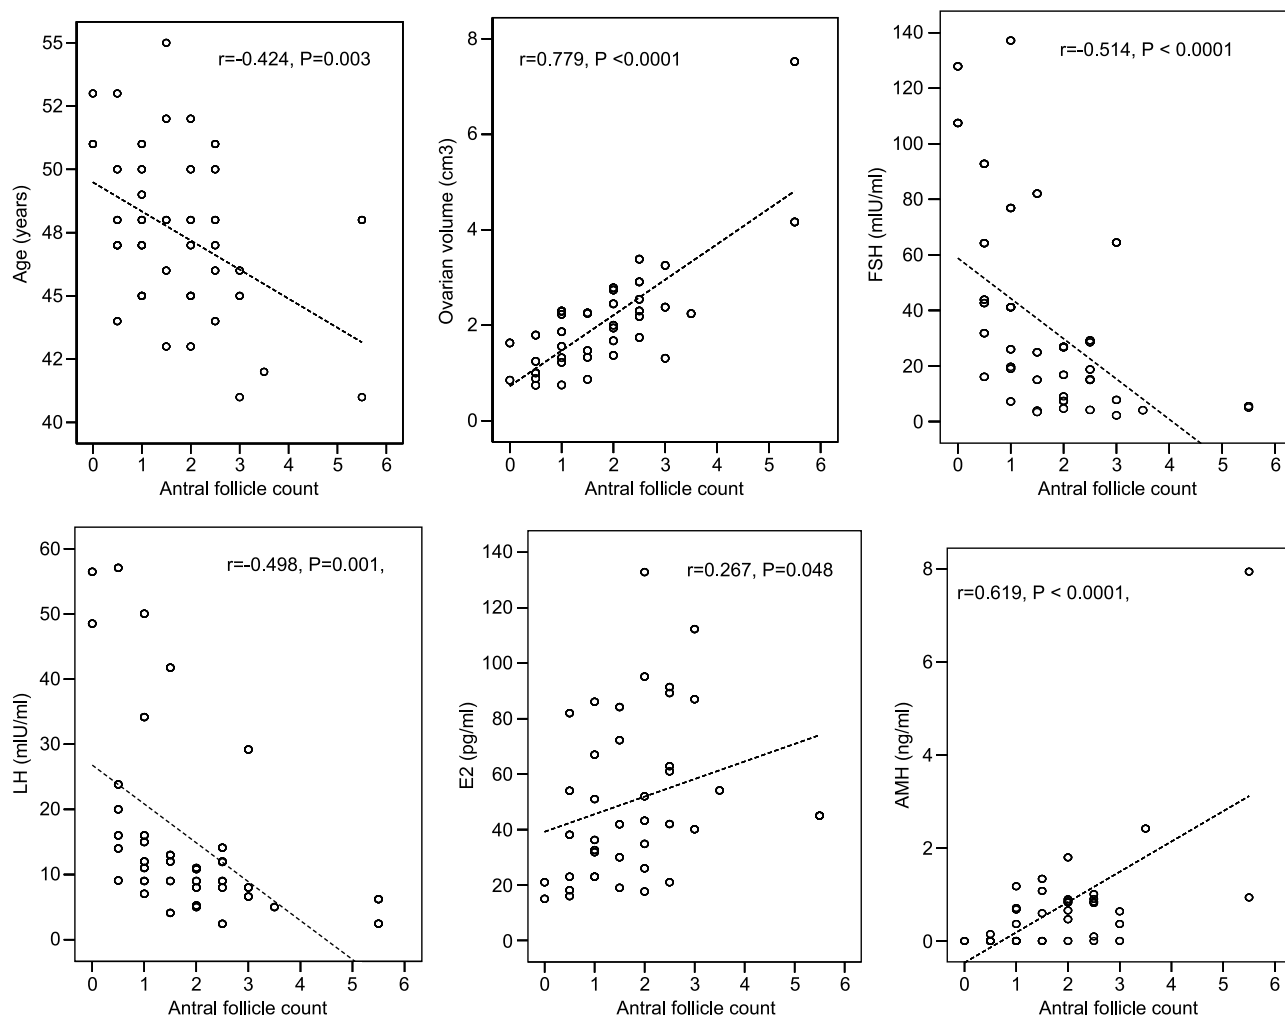 r=-0.424, P=0.003
Age (years)
55
52
50
48
45
42
40
0 1 2 3 4 5 6
Antral follicle count
r=0.779, P <0.0001
Ovarian volume (cm3)
8
6
4
2
0
0 1 2 3 4 5 6
Antral follicle count
r=-0.514, P < 0.0001
FSH (mIU/ml)
140
120
100
80
60
40
20
0
0 1 2 3 4 5 6
Antral follicle count
r=-0.498, P=0.001,
LH (mIU/ml)
60
50
40
30
20
10
0
0 1 2 3 4 5 6
Antral follicle count
r=0.267, P=0.048
E2 (pg/ml)
140
120
100
80
60
40
20
0
0 1 2 3 4 5 6
Antral follicle count
r=0.619, P < 0.0001,
AMH (ng/ml)
8
6
4
2
0
0 1 2 3 4 5 6
Antral follicle count